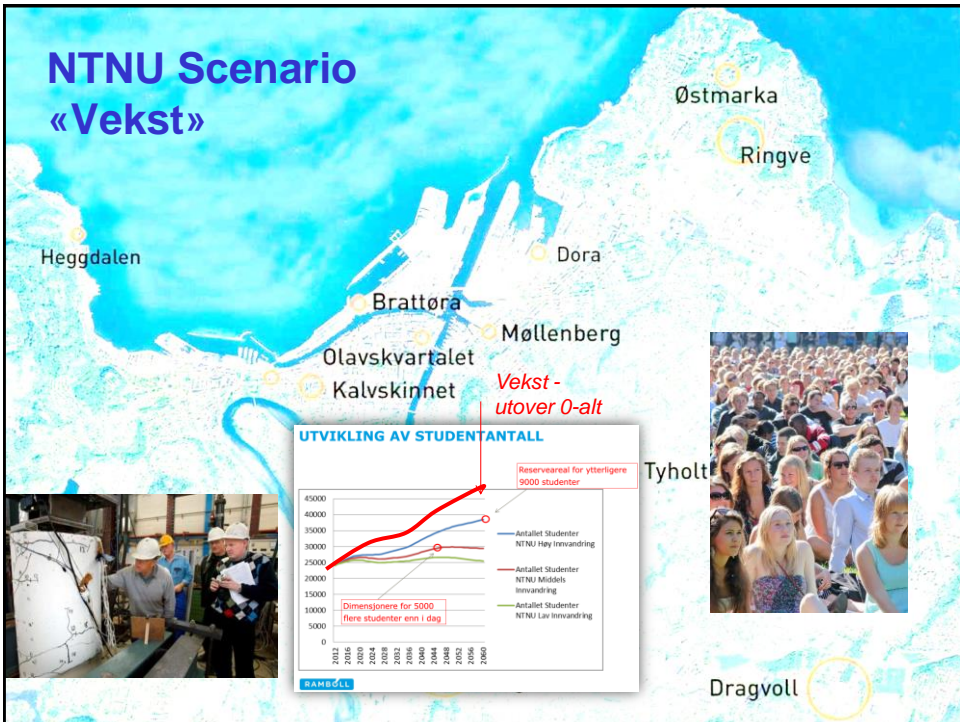 NTNU Scenario
«Vekst»
Østmarka
Ringve
Heggdalen
Dora
Brattøra
Møllenberg
Olavskvartalet
Kalvskinnet
Vekst -
utover 0-alt
UTVIKLING AV STUDENTANTALL
Reserveareal for ytterligere
9000 studenter
Tyholt
45000
40000
35000
30000
25000
20000
15000
10000
5000
0
Antallet Studenter
NTNU Høy Innvandring
Antallet Studenter
NTNU Middels
Innvandring
Antallet Studenter
NTNU Lav Innvandring
Dimensjonere for 5000
flere studenter enn i dag
2012
2016
2020
2024
2028
2032
2036
2040
2044
2048
2052
2056
2060
RAMBOLL
Dragvoll